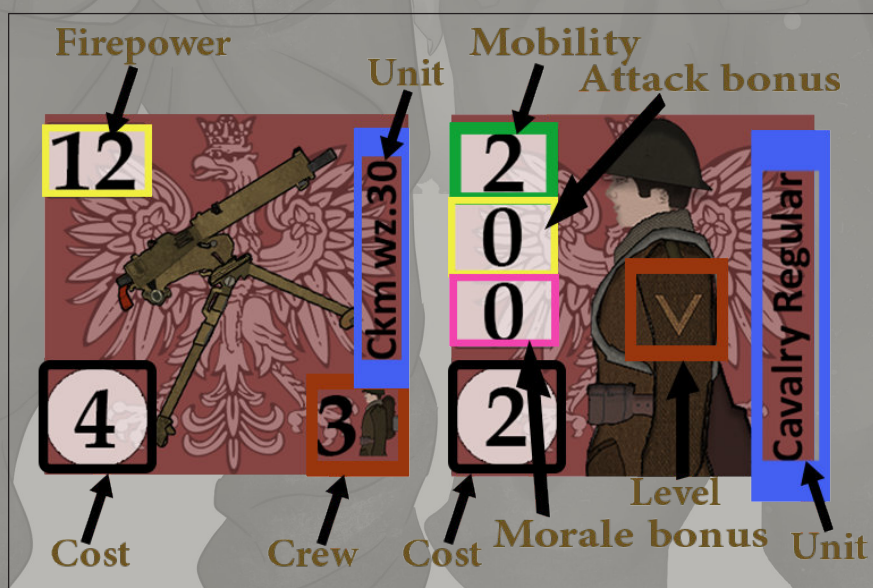 Firepower
Unit
Mobility
Attack bonus
12
Ckm wz.30
4
3
2
0
0
2
Cavalry Regular
Cost
Crew
Cost
Morale bonus
Level
Unit